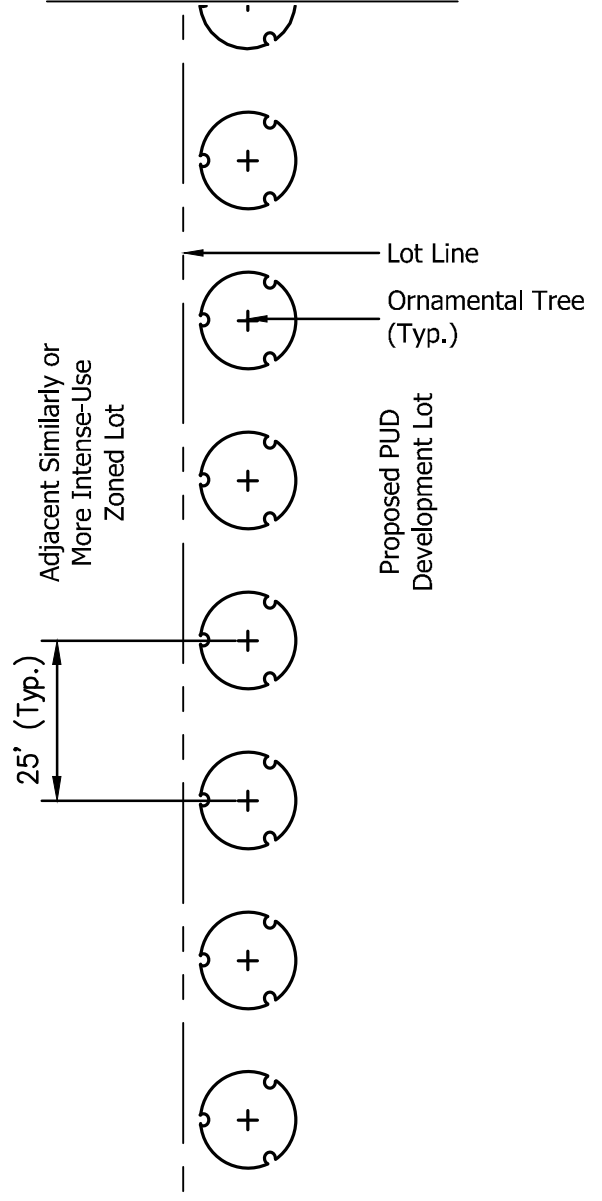 Lot Line
Ornamental Tree
(Typ.)
Adjacent Similarly or
More Intense-Use
Zoned Lot
Proposed PUD
Development Lot
25' (Typ.)